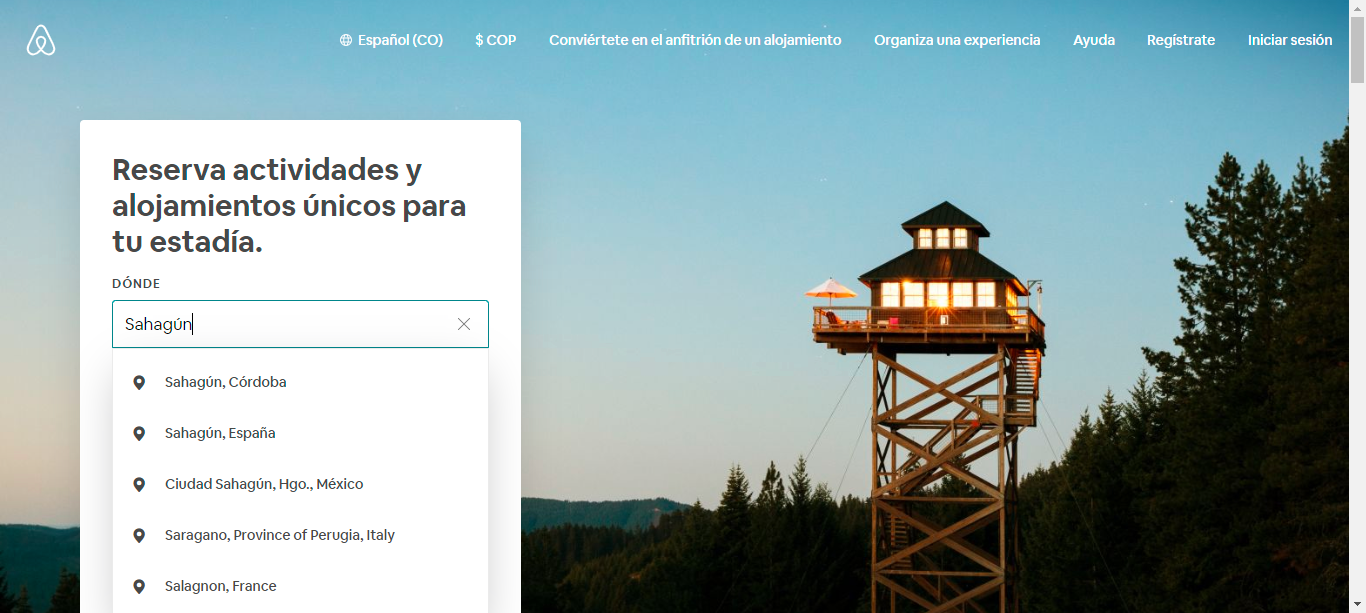 Español (CO) $ COP Conviértete en el anfitrión de un alojamiento Organiza una experiencia Ayuda Regístrate Iniciar sesión
Reserva actividades y
alojamientos únicos para
tu estadía.
DÓNDE
Sahagún
Sahagún, Córdoba
Sahagún, España
Ciudad Sahagún, Hgo., México
Saragano, Province of Perugia, Italy
Salagnon, France